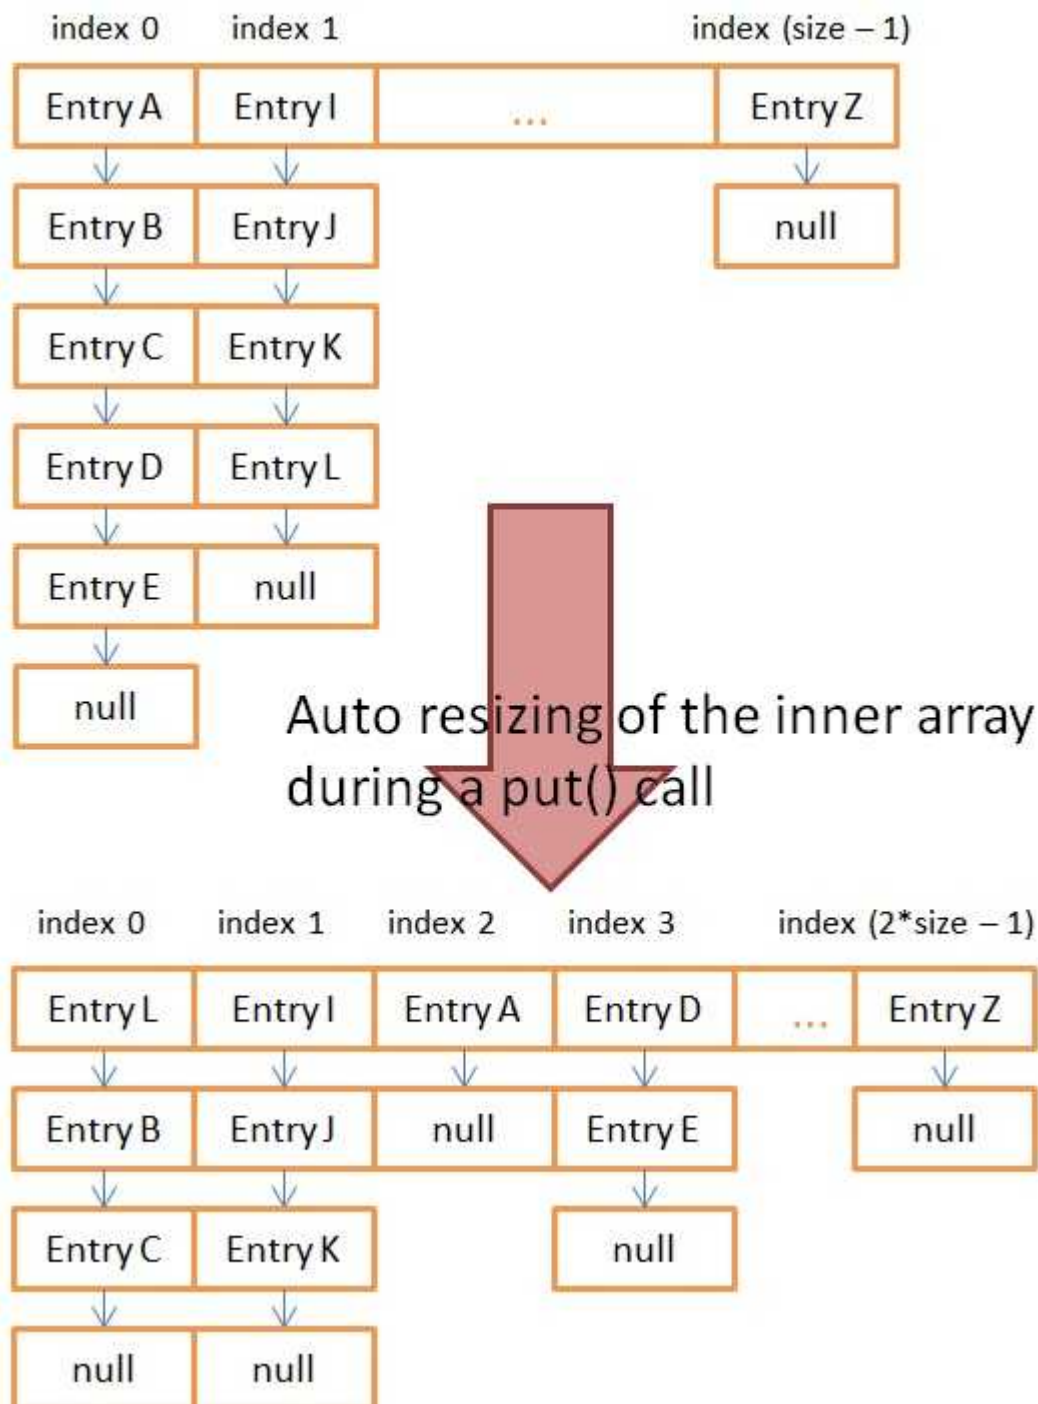 index 0 index 1 index (size – 1)
Entry A Entry I ... Entry Z
Entry B Entry J null
Entry C Entry K
Entry D Entry L
Entry E null
null
Auto resizing of the inner array
during a put() call
index 0 index 1 index 2 index 3 index (2*size – 1)
Entry L Entry I Entry A Entry D ... Entry Z
Entry B Entry J null Entry E null
Entry C Entry K null
null null